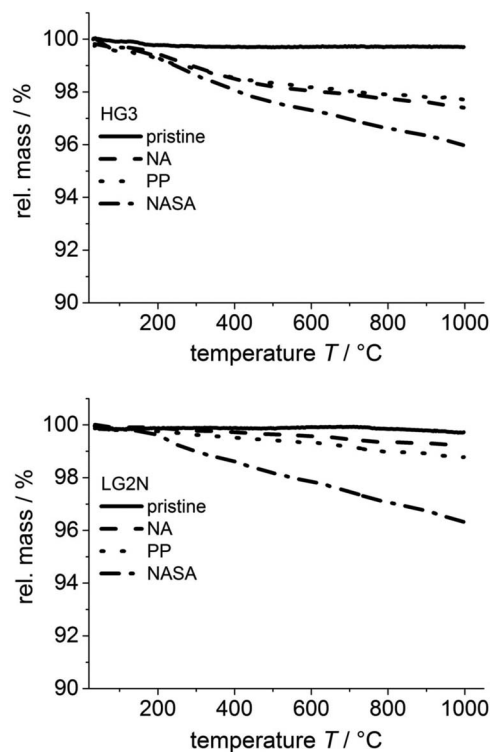 rel. mass / %
100
98
96
94
92
90
HG3
pristine
NA
PP
NASA
200 400 600 800 1000
temperature T / °C
rel. mass / %
100
98
96
94
92
90
LG2N
pristine
NA
PP
NASA
200 400 600 800 1000
temperature T / °C